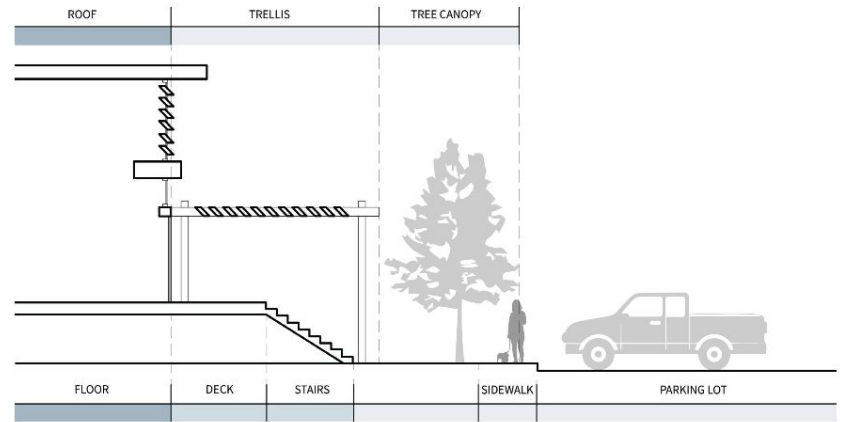 ROOF TRELLIS TREE CANOPY
FLOOR DECK STAIRS SIDEWALK PARKING LOT